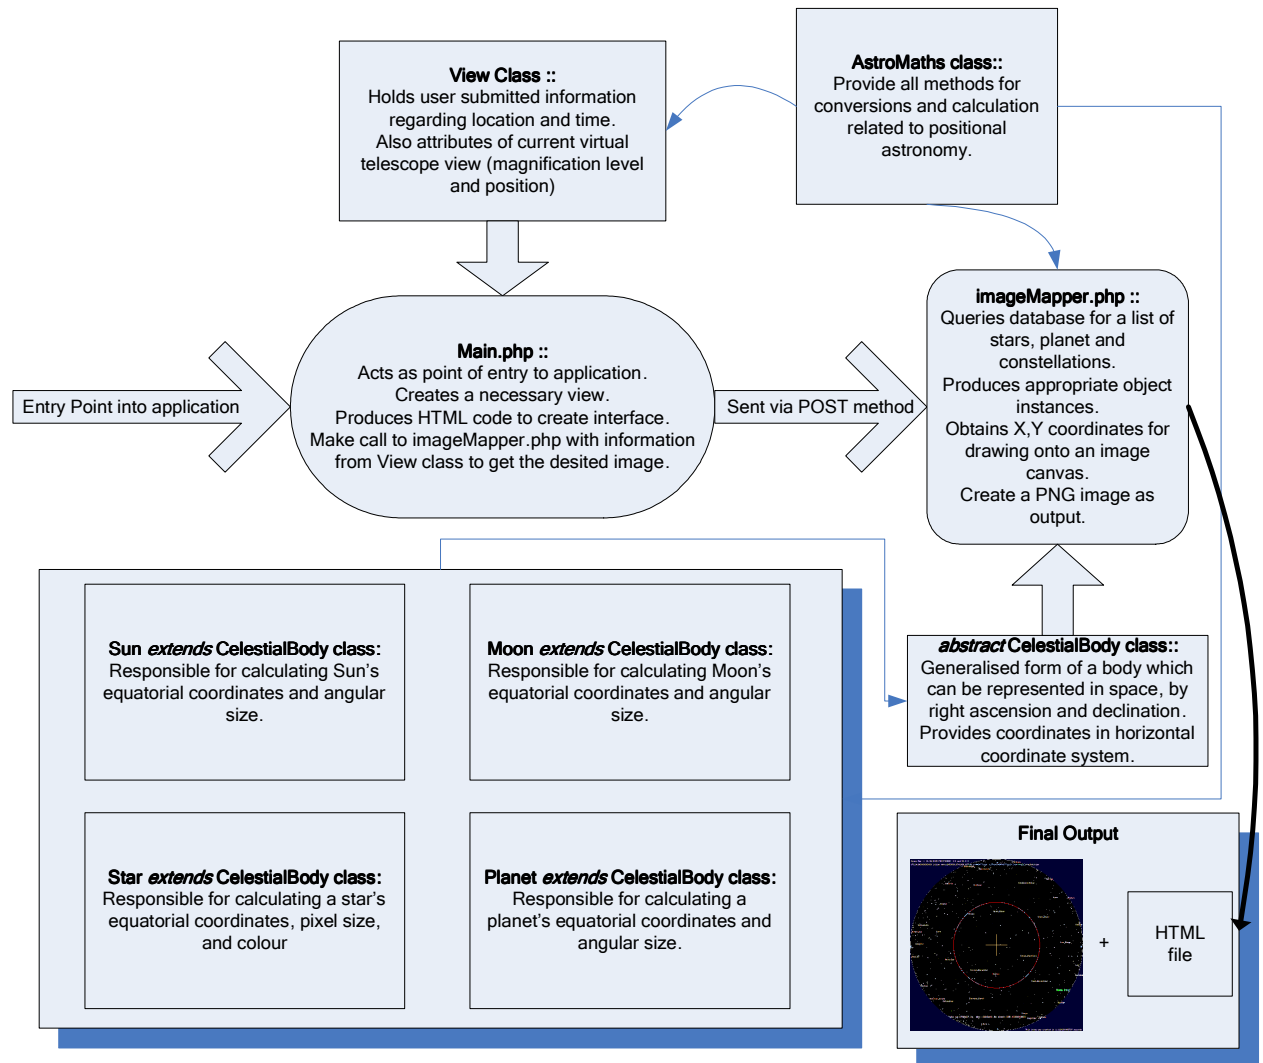 View Class ::
Holds user submitted information
regarding location and time.
Also attributes of current virtual
telescope view (magnification level
and position)
AstroMaths class::
Provide all methods for
conversions and calculation
related to positional
astronomy.
Entry Point into application
Main.php ::
Acts as point of entry to application.
Creates a necessary view.
Produces HTML code to create interface.
Make call to imageMapper.php with information
from View class to get the desited image.
Sent via POST method
imageMapper.php ::
Queries database for a list of
stars, planet and
constellations.
Produces appropriate object
instances.
Obtains X,Y coordinates for
drawing onto an image
canvas.
Create a PNG image as
output.
Sun extends CelestialBody class:
Responsible for calculating Sun's
equatorial coordinates and angular
size.
Moon extends CelestialBody class:
Responsible for calculating Moon's
equatorial coordinates and angular
size.
abstract CelestialBody class::
Generalised form of a body which
can be represented in space, by
right ascension and declination.
Provides coordinates in horizontal
coordinate system.
Star extends CelestialBody class:
Responsible for calculating a star's
equatorial coordinates, pixel size,
and colour
Planet extends CelestialBody class:
Responsible for calculating a
planet's equatorial coordinates and
angular size.
Final Output
+
HTML
file